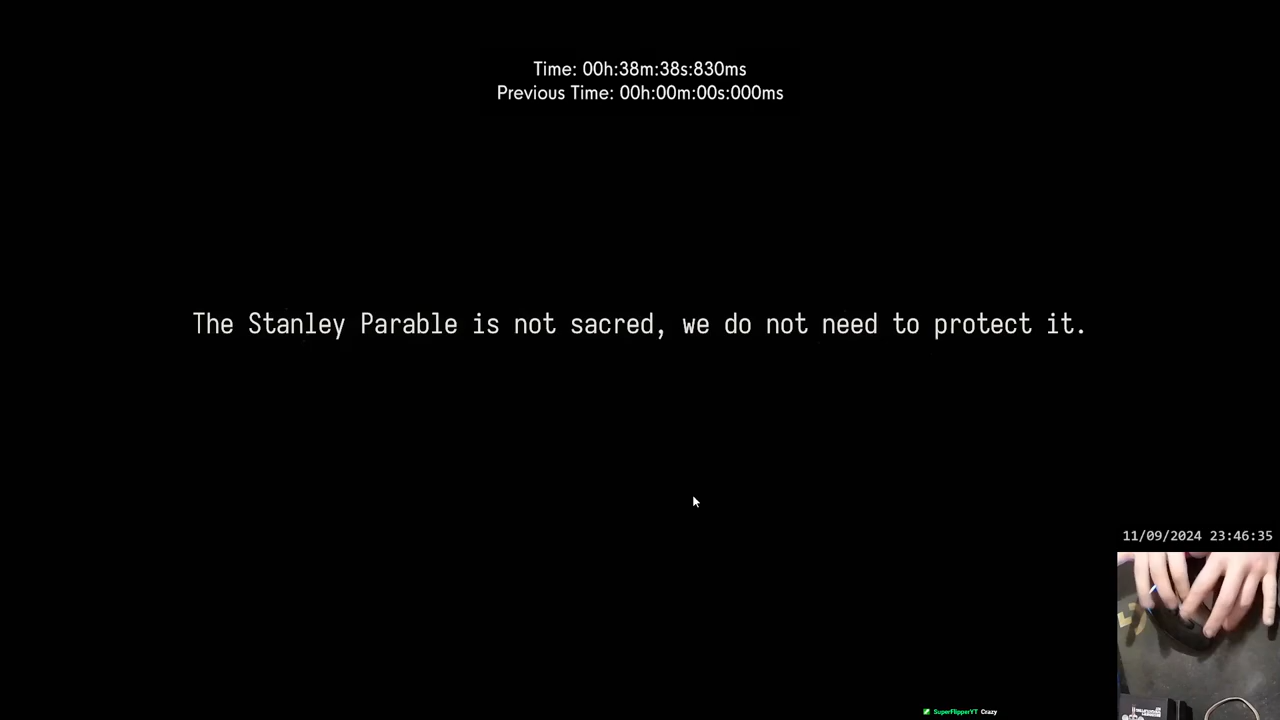 Time: 00h:38m:38s:830ms
Previous Time: 00h:00m:00s:000ms
The Stanley Parable is not sacred, we do not need to protect it.
11/09/2024 23:46:35
SuperFlipperYT Crazy